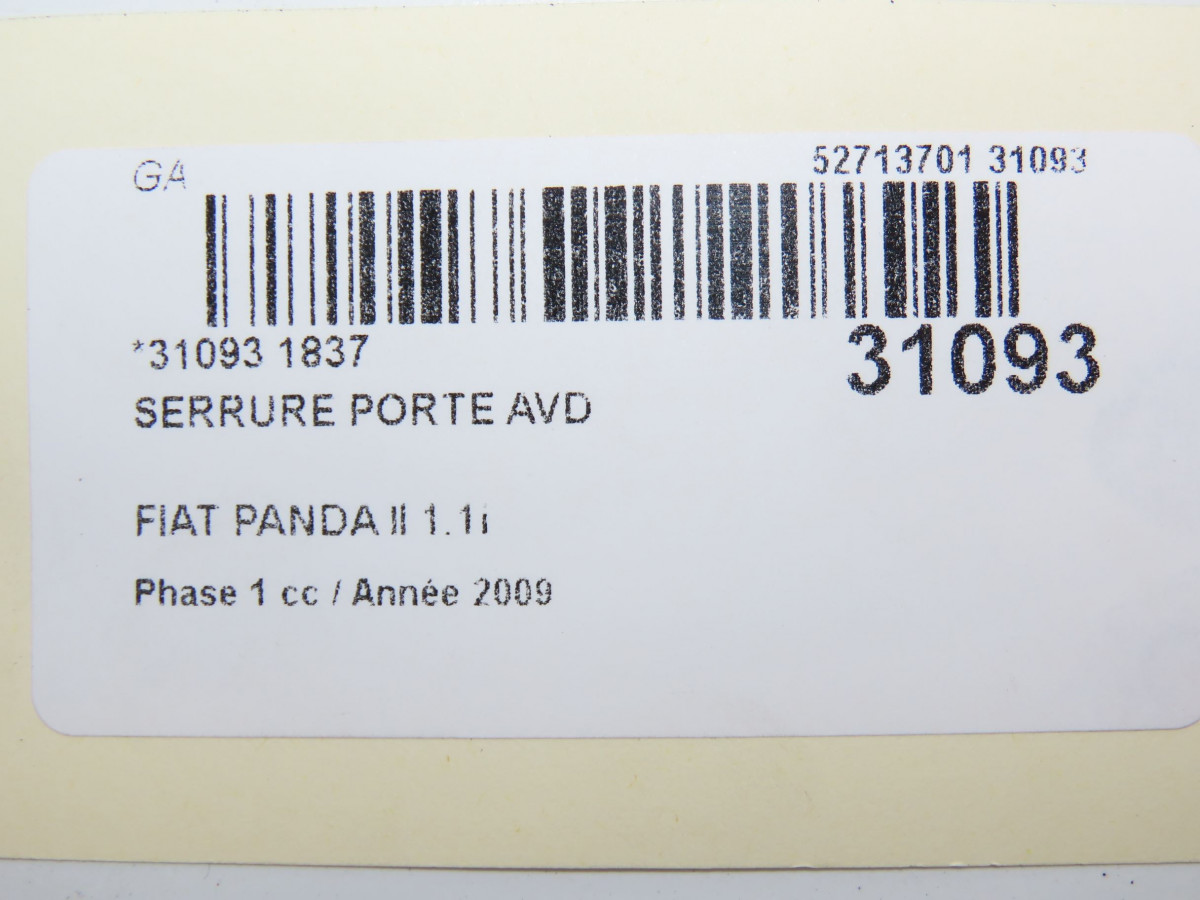 GA
52713701 31093
*31093 1837
31093
SERRURE PORTE AVD
FIAT PANDA II 1.1i
Phase 1 cc / Année 2009